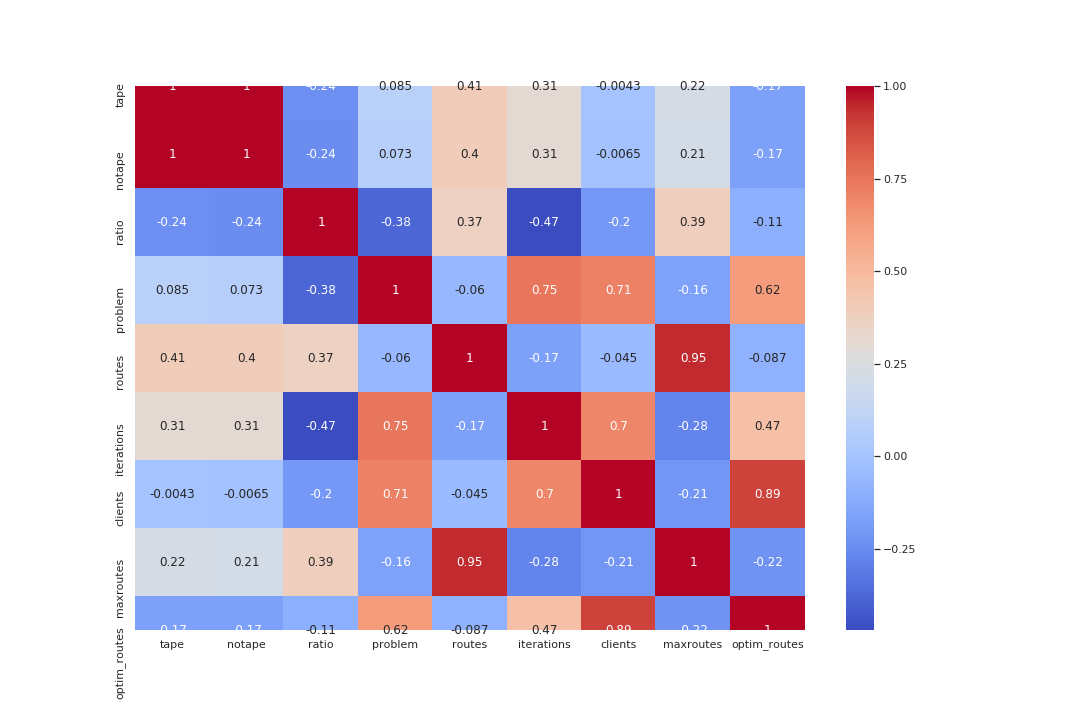 tape 1 1 -0.24 0.085 0.41 0.31 -0.0043 0.22 -0.17
notape 1 1 -0.24 0.073 0.4 0.31 -0.0065 0.21 -0.17
ratio -0.24 -0.24 1 -0.38 0.37 -0.47 -0.2 0.39 -0.11
problem 0.085 0.073 -0.38 1 -0.06 0.75 0.71 -0.16 0.62
routes 0.41 0.4 0.37 -0.06 1 -0.17 -0.045 0.95 -0.087
iterations 0.31 0.31 -0.47 0.75 -0.17 1 0.7 -0.28 0.47
clients -0.0043 -0.0065 -0.2 0.71 -0.045 0.7 1 -0.21 0.89
maxroutes 0.22 0.21 0.39 -0.16 0.95 -0.28 -0.21 1 -0.22
optim_routes -0.17 -0.17 -0.11 0.62 -0.087 0.47 0.89 -0.22 1
tape notape ratio problem routes iterations clients maxroutes optim_routes
1.00
0.75
0.50
0.25
0.00
−0.25